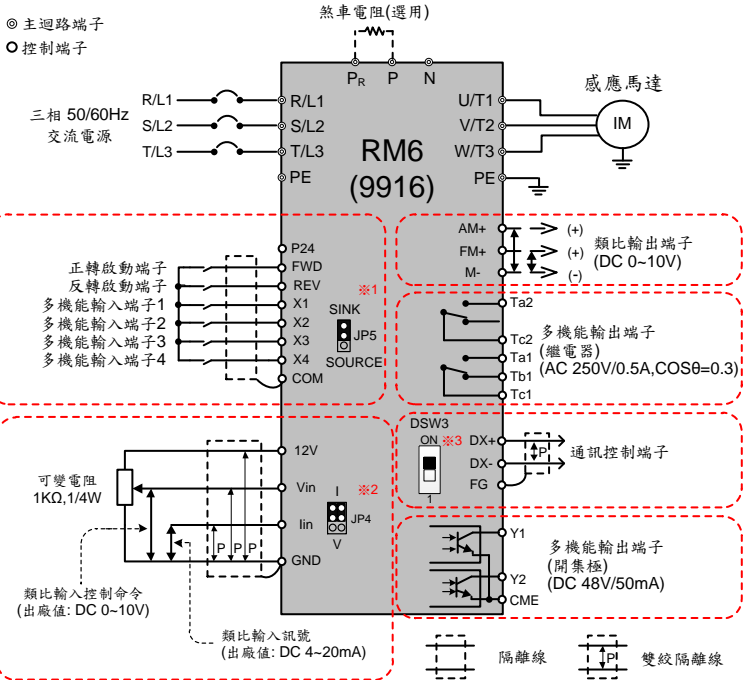 煞車電阻(選用)
◎ 主迴路端子
○ 控制端子
PR P N
三相 50/60Hz
交流電源
R/L1
S/L2
T/L3
R/L1
S/L2
T/L3
PE
RM6
(9916)
U/T1
V/T2
W/T3
PE
感應馬達
IM
P24
FWD
REV
X1
X2
X3
X4
COM
正轉啟動端子
反轉啟動端子
多機能輸入端子1
多機能輸入端子2
多機能輸入端子3
多機能輸入端子4
※1
SINK
JP5
SOURCE
AM+
FM+
M-
(+)
(+)
(-)
類比輸出端子
(DC 0~10V)
Ta2
Tc2
Ta1
Tb1
Tc1
多機能輸出端子
(繼電器)
(AC 250V/0.5A,COSθ=0.3)
DSW3
ON ※3
1
DX+
DX-
FG
P
通訊控制端子
12V
Vin
Iin
GND
可變電阻
1KΩ,1/4W
P P P
※2
I
JP4
V
類比輸入控制命令
(出廠值: DC 0~10V)
類比輸入訊號
(出廠值: DC 4~20mA)
Y1
Y2
CME
多機能輸出端子
(開集極)
(DC 48V/50mA)
隔離線
P
雙絞隔離線